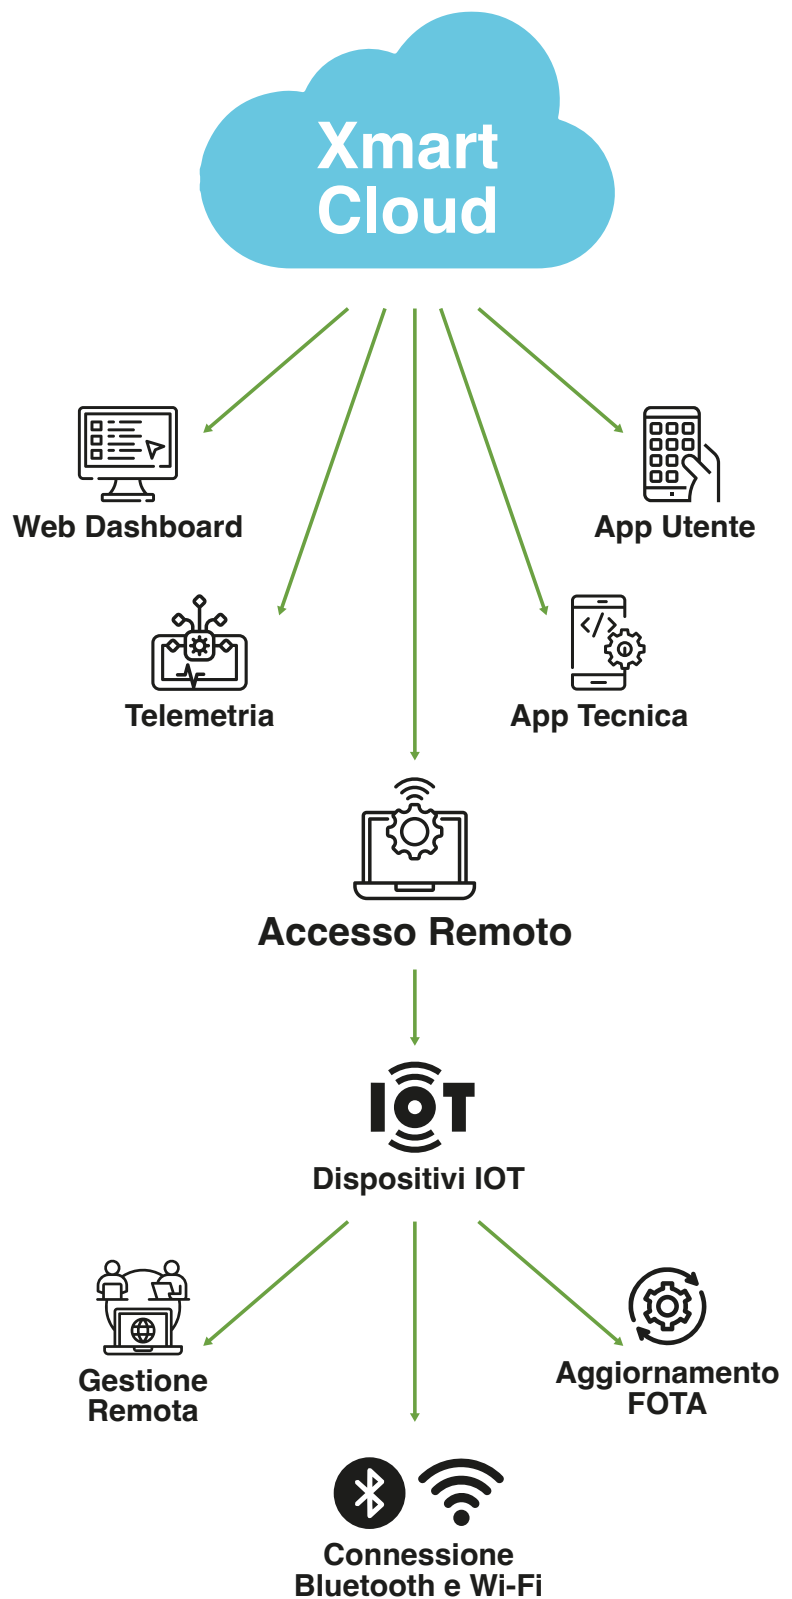 Xmart
Cloud
Web Dashboard
App Utente
Telemetria
App Tecnica
Accesso Remoto
IOT
Dispositivi IOT
Gestione
Remota
Aggiornamento
FOTA
Connessione
Bluetooth e Wi-Fi